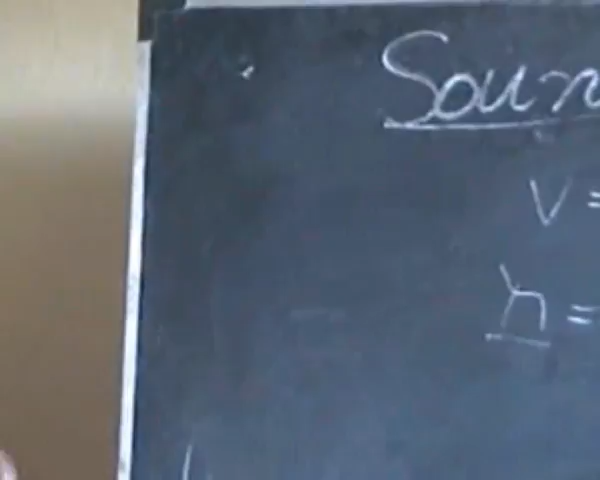 Soun
v =
λ =